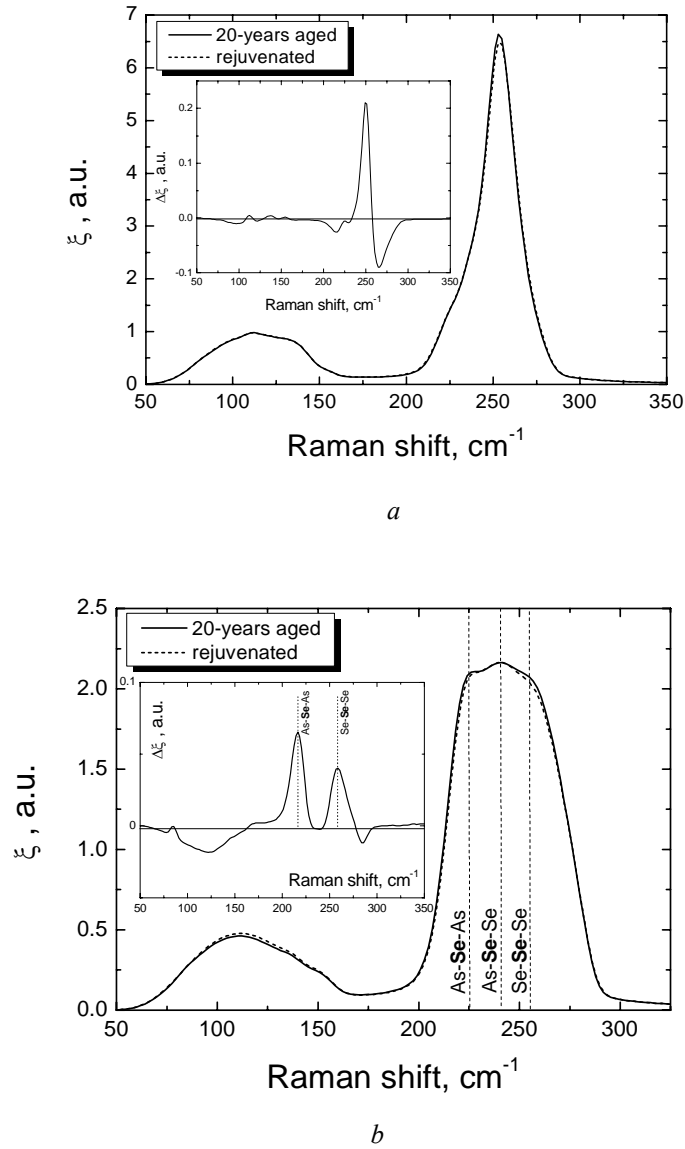 20-years aged
rejuvenated
7
6
5
4
3
2
1
0
ξ , a.u.
0.2
0.1
0.0
-0.1
Δξ , a.u.
50 100 150 200 250 300 350
Raman shift, cm-1
50 100 150 200 250 300 350
Raman shift, cm-1
a
20-years aged
rejuvenated
2.5
2.0
1.5
1.0
0.5
0.0
ξ , a.u.
0.1
0
Δξ , a.u.
As-Se-As
Se-Se-Se
Raman shift, cm-1
50 100 150 200 250 300 350
As-Se-As
As-Se-Se
Se-Se-Se
50 100 150 200 250 300
Raman shift, cm-1
b